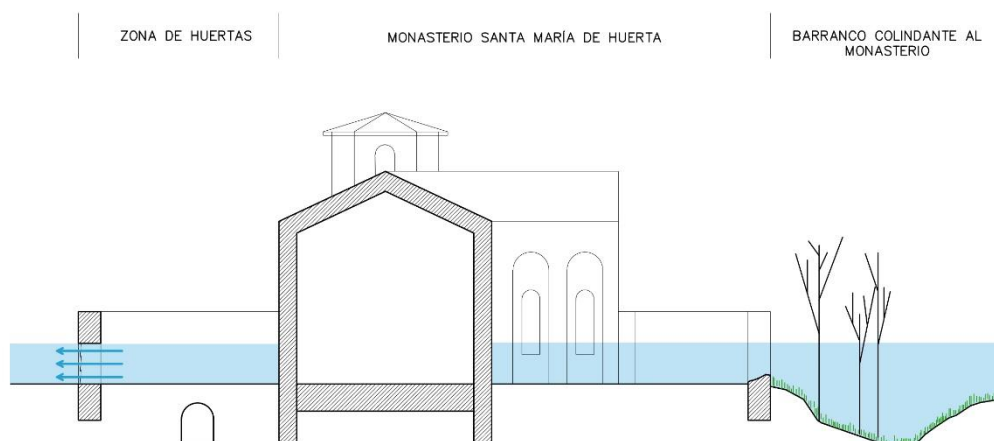 ZONA DE HUERTAS
MONASTERIO SANTA MARÍA DE HUERTA
BARRANCO COLINDANTE AL
MONASTERIO